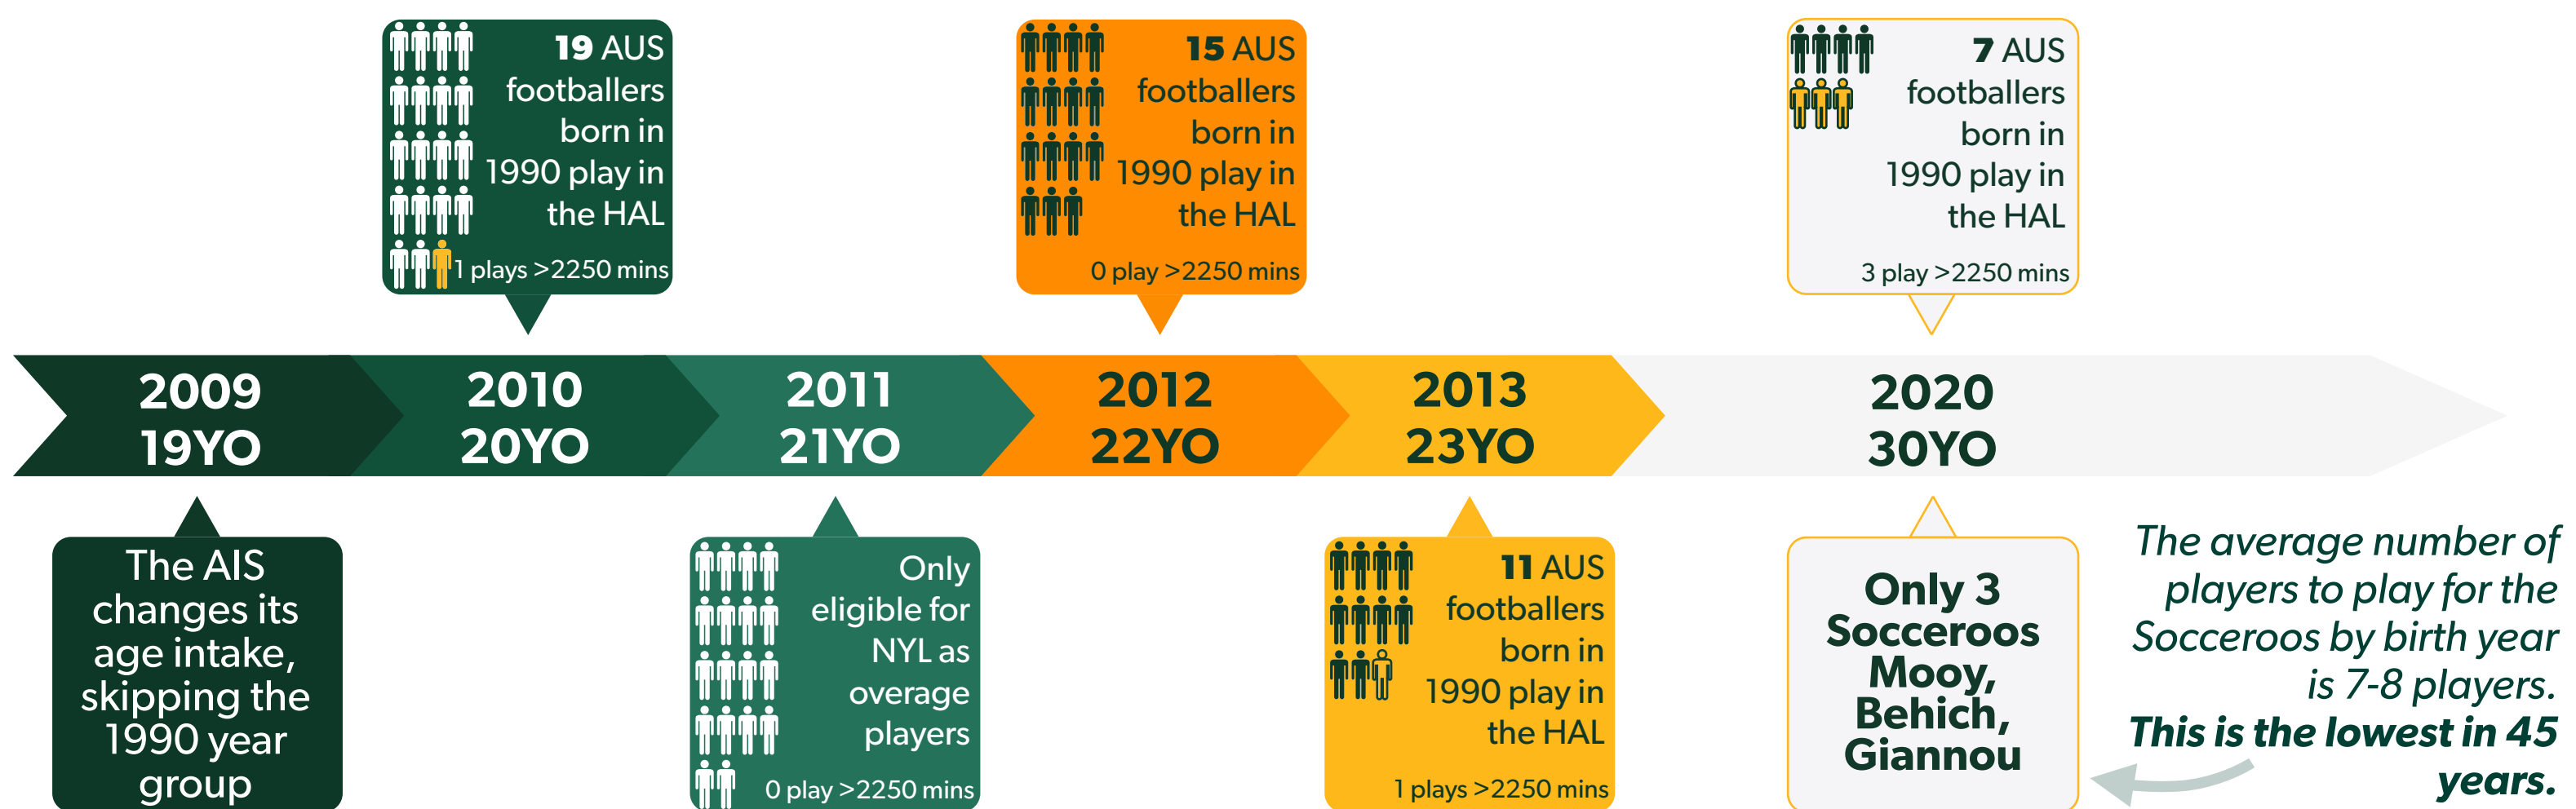 19 AUS
footballers
born in
1990 play in
the HAL
1 plays >2250 mins
15 AUS
footballers
born in
1990 play in
the HAL
0 play >2250 mins
7 AUS
footballers
born in
1990 play in
the HAL
3 play >2250 mins
2009
19YO
2010
20YO
2011
21YO
2012
22YO
2013
23YO
2020
30YO
The AIS
changes its
age intake,
skipping the
1990 year
group
Only
eligible for
NYL as
overage
players
0 play >2250 mins
11 AUS
footballers
born in
1990 play in
the HAL
1 plays >2250 mins
Only 3
Socceroos
Mooy,
Behich,
Giannou
The average number of
players to play for the
Socceroos by birth year
is 7-8 players.
This is the lowest in 45
years.